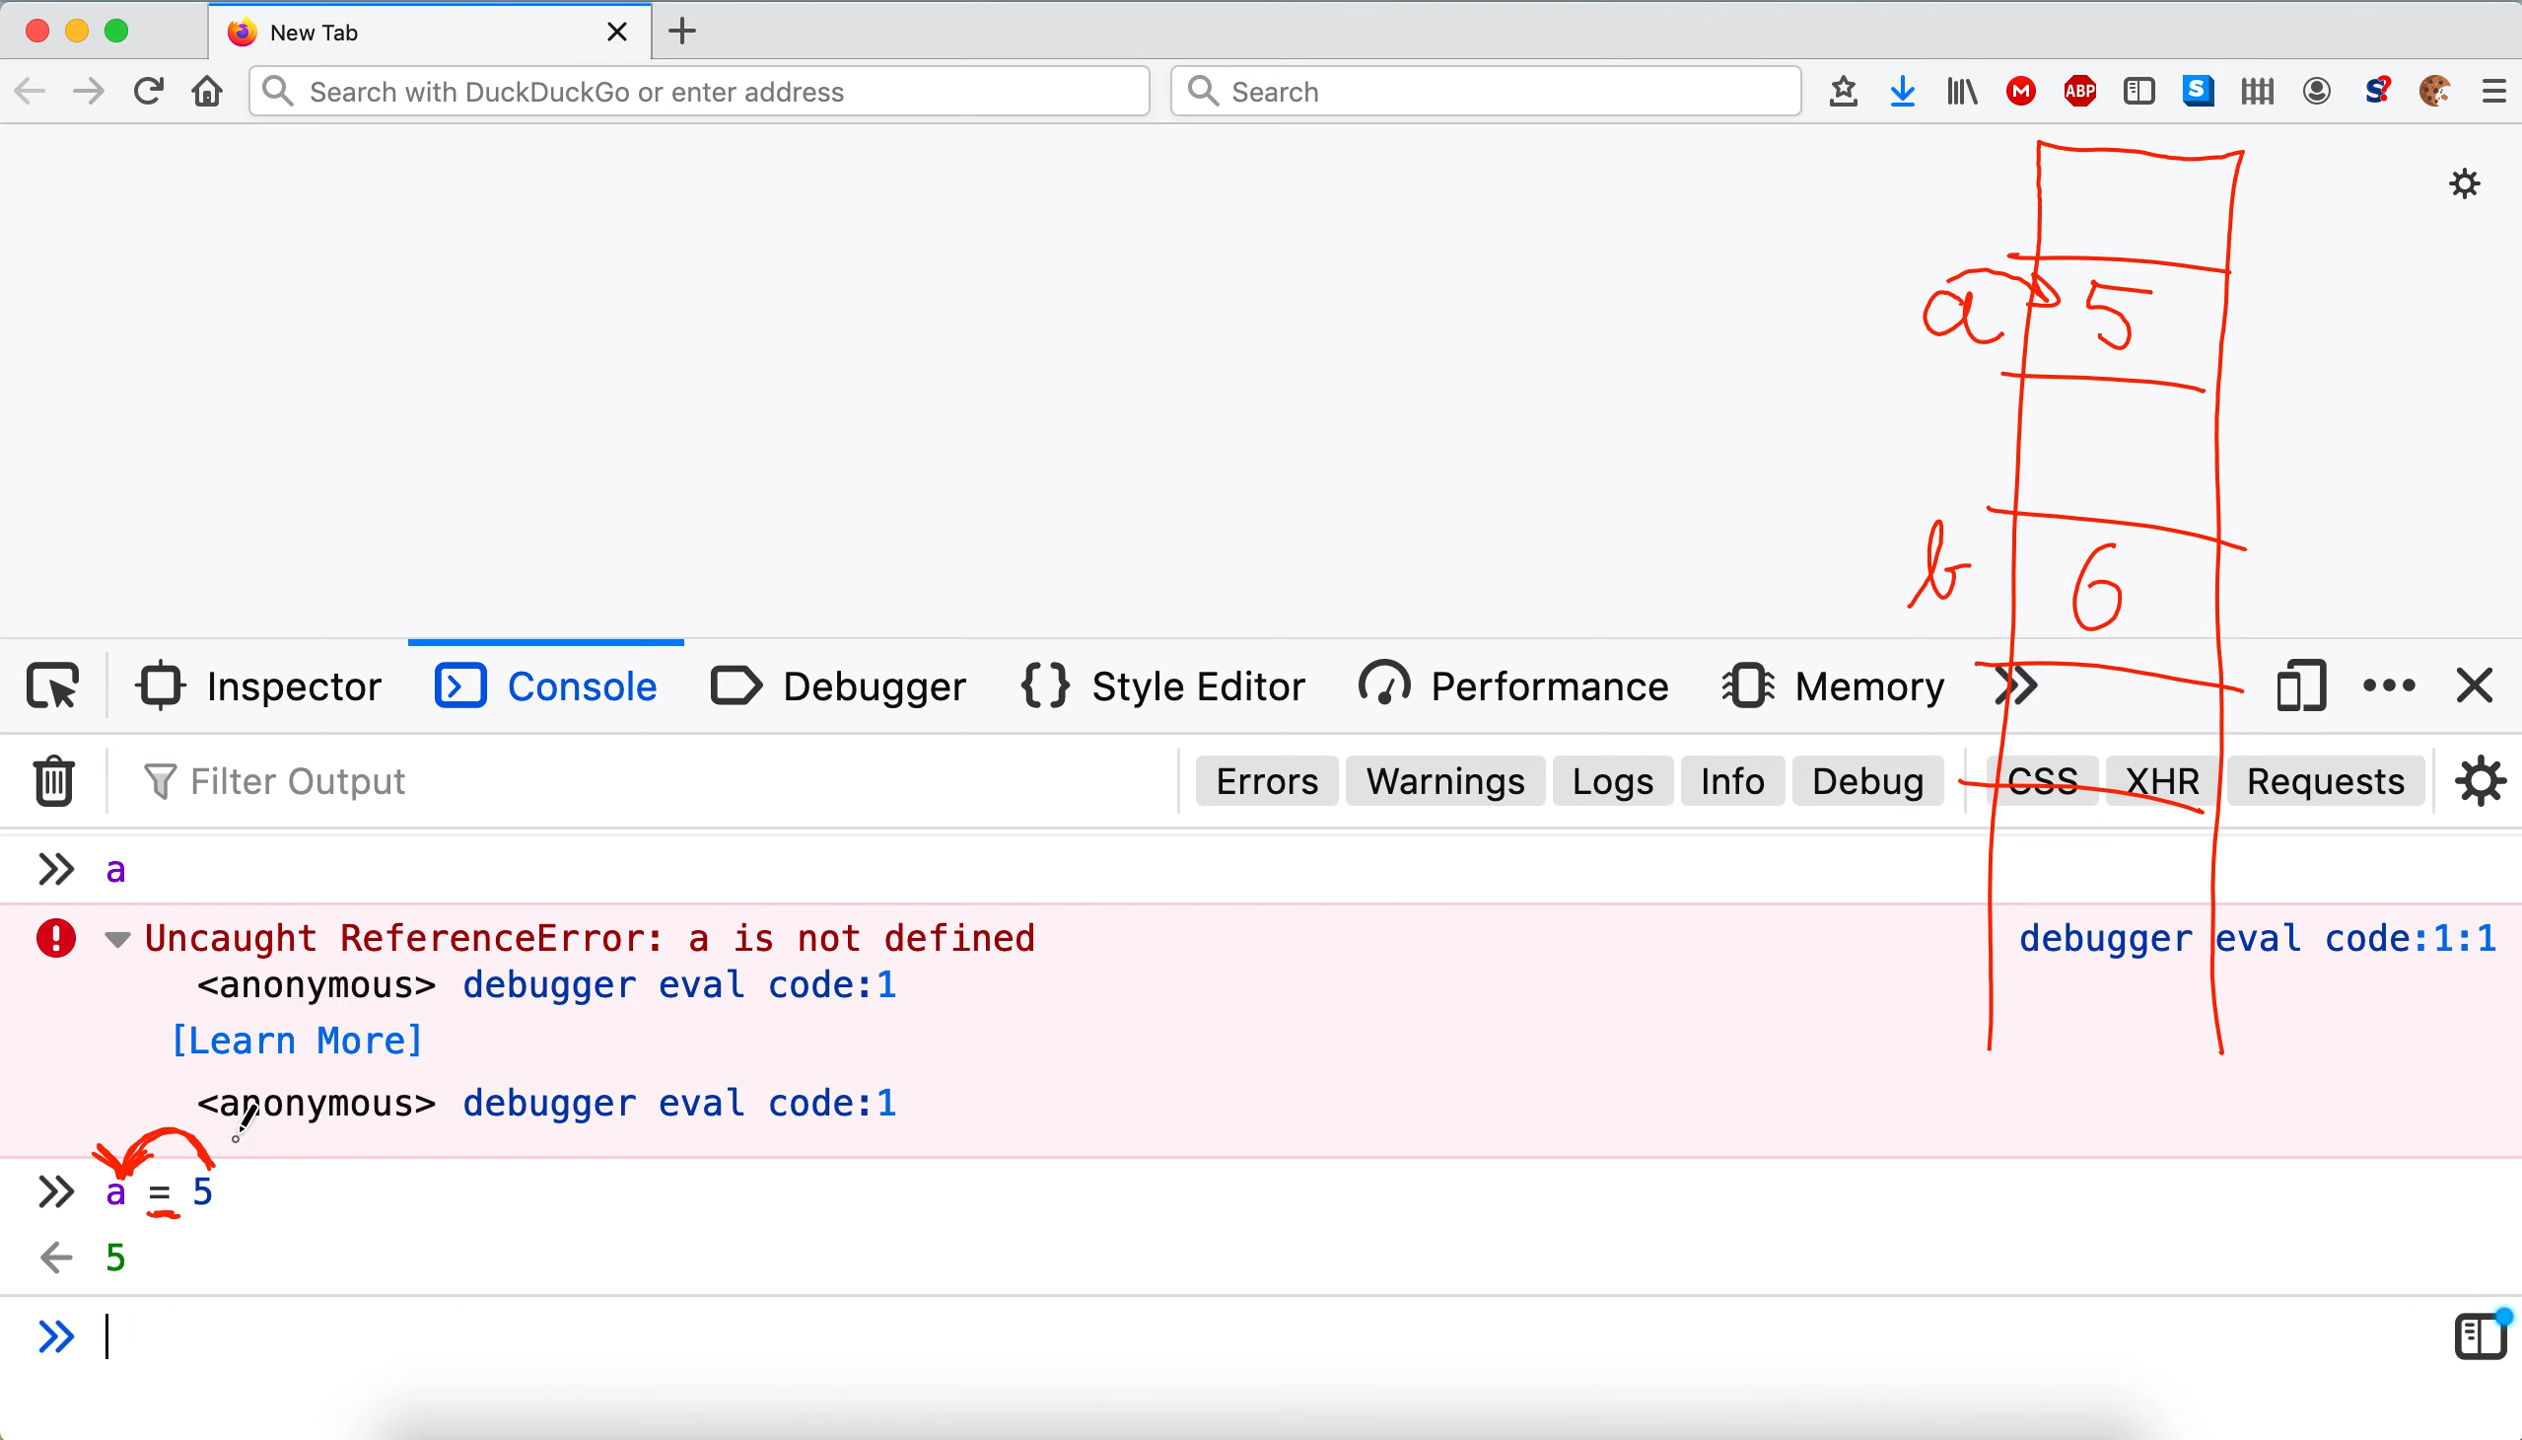 New Tab
Search with DuckDuckGo or enter address
Search
ABP
a 5
b 6
Inspector Console Debugger Style Editor Performance Memory
Filter Output Errors Warnings Logs Info Debug CSS XHR Requests
a
Uncaught ReferenceError: a is not defined debugger eval code:1:1
<anonymous> debugger eval code:1
[Learn More]
<anonymous> debugger eval code:1
a = 5
5